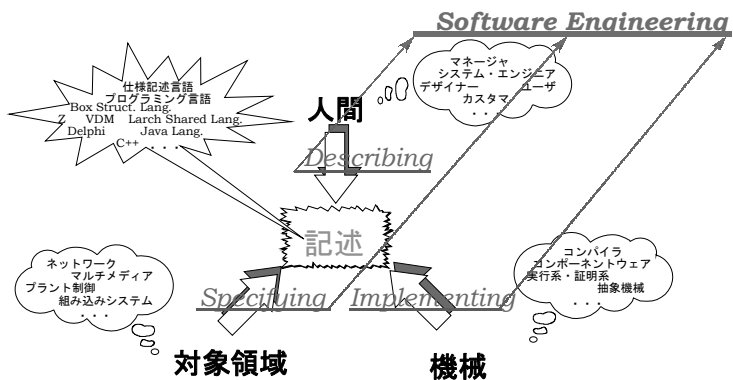 Software Engineering
仕様記述言語
プログラミング言語
Box Struct. Lang.
Z VDM Larch Shared Lang.
Delphi Java Lang.
C++ ・・・
マネージャ
システム・エンジニア
デザイナー ユーザ
カスタマ
・・
人間
Describing
記述
ネットワーク
マルチメディア
プラント制御
組み込みシステム
・・・
Specifying
Implementing
コンパイラ
コンポーネントウェア
実行系・証明系
抽象機械
・・・
対象領域
機械